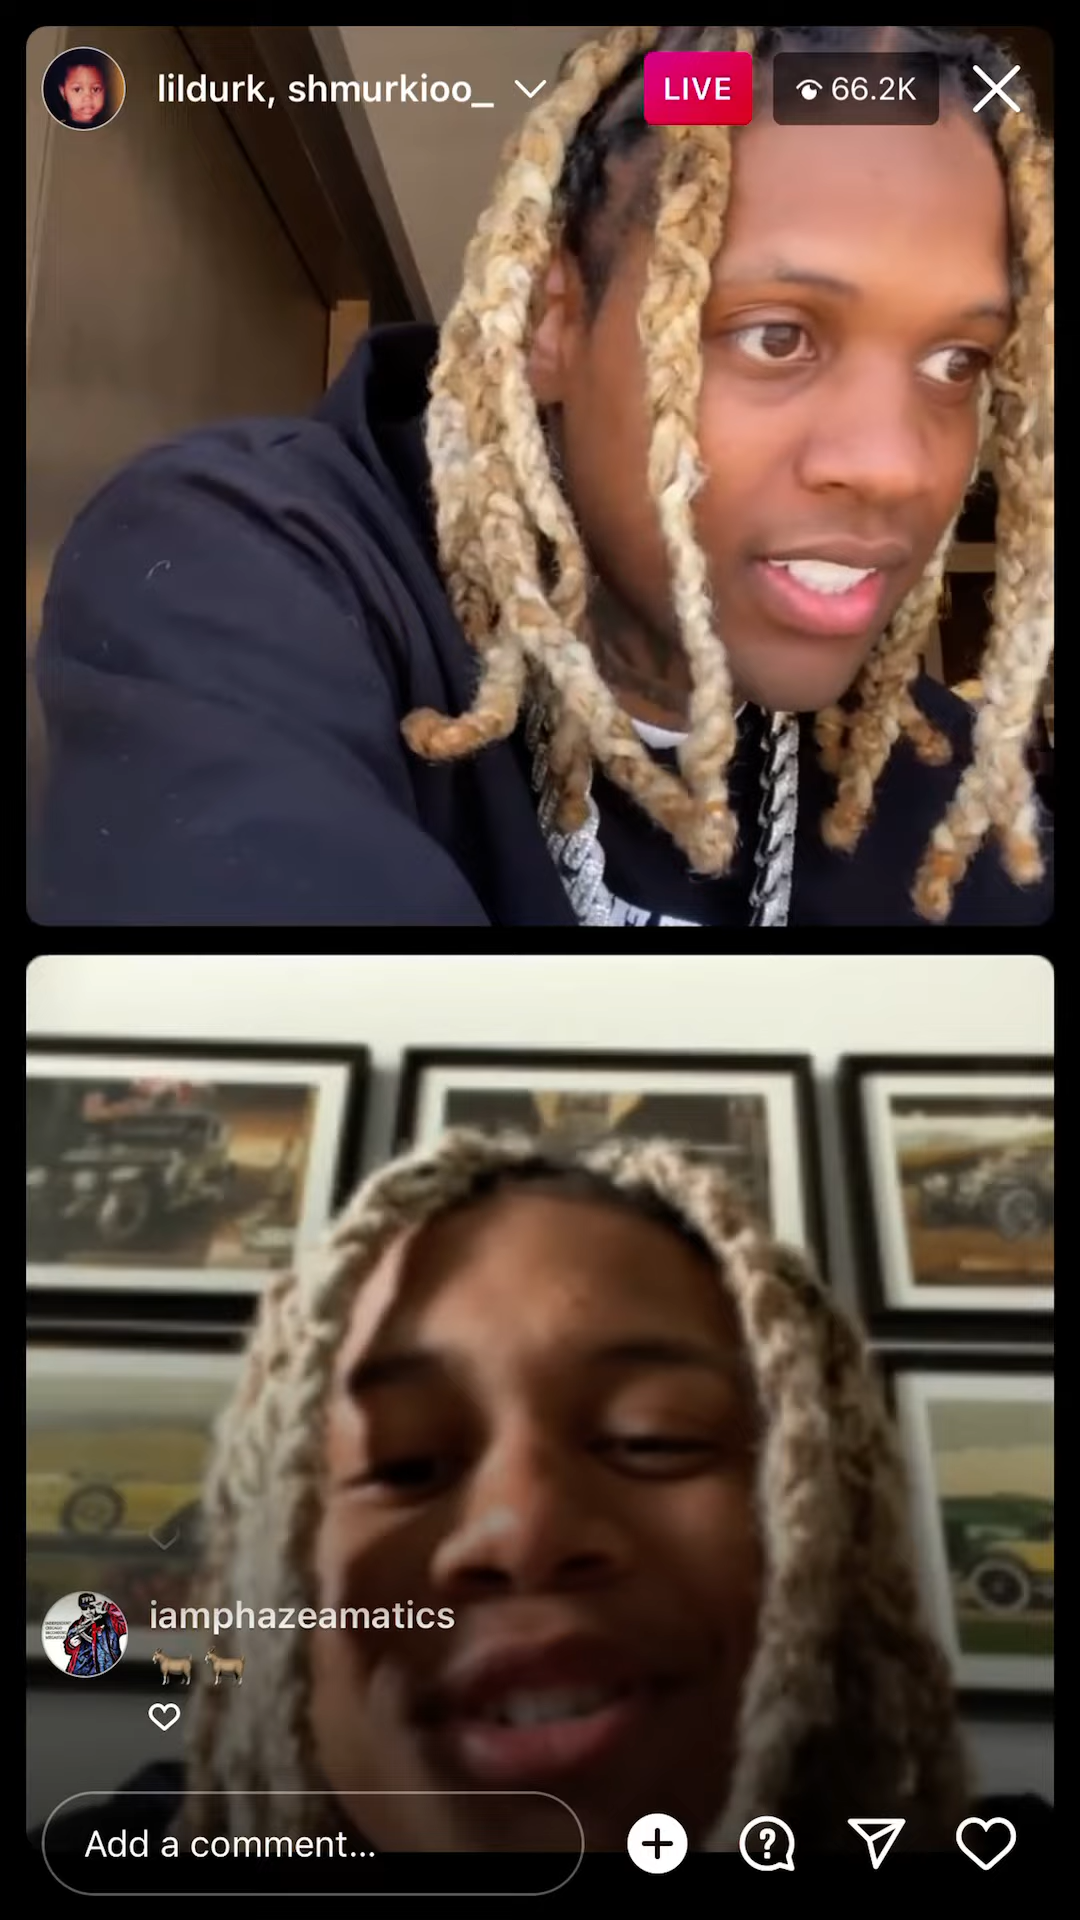 lildurk, shmurkioo_
LIVE
66.2K
iamphazeamatics
🐐 🐐
Add a comment...